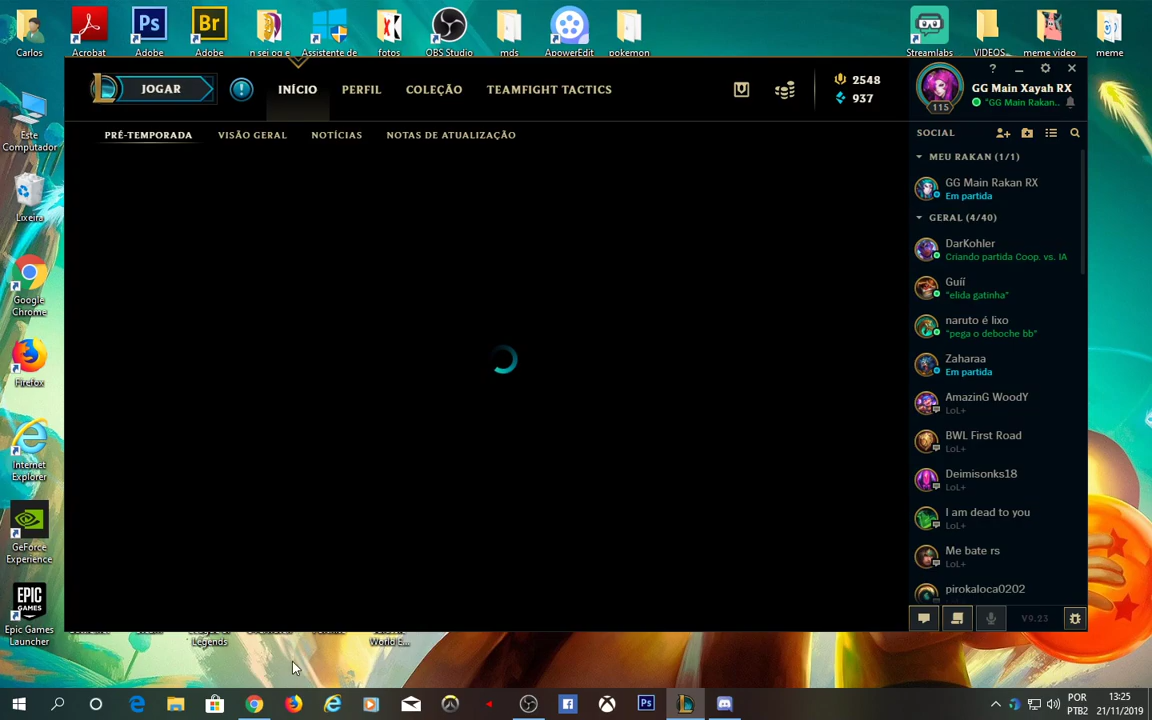 Carlos
Acrobat
Adobe
Adobe
n sei oq e
Assistente de
fotos
OBS Studio
mds
ApowerEdit
pokemon
Streamlabs
VIDEOS
meme video
meme
Ps
Br
JOGAR
INÍCIO
PERFIL
COLEÇÃO
TEAMFIGHT TACTICS
2548
937
115
? 
GG Main Xayah RX
"GG Main Rakan..
PRÉ-TEMPORADA
VISÃO GERAL
NOTÍCIAS
NOTAS DE ATUALIZAÇÃO
SOCIAL
MEU RAKAN (1/1)
GG Main Rakan RX
Em partida
GERAL (4/40)
DarKohler
Criando partida Coop. vs. IA
Guíí
"elida gatinha"
naruto é lixo
"pega o deboche bb"
Zaharaa
Em partida
AmazinG WoodY
LoL+
BWL First Road
LoL+
Deimisonks18
LoL+
I am dead to you
LoL+
Me bate rs
LoL+
pirokaloca0202
V9.23
Este
Computador
Lixeira
Google
Chrome
Firefox
Internet
Explorer
GeForce
Experience
EPIC
GAMES
Epic Games
Launcher
Legends
World E...
Ps
POR
PTB2
13:25
21/11/2019